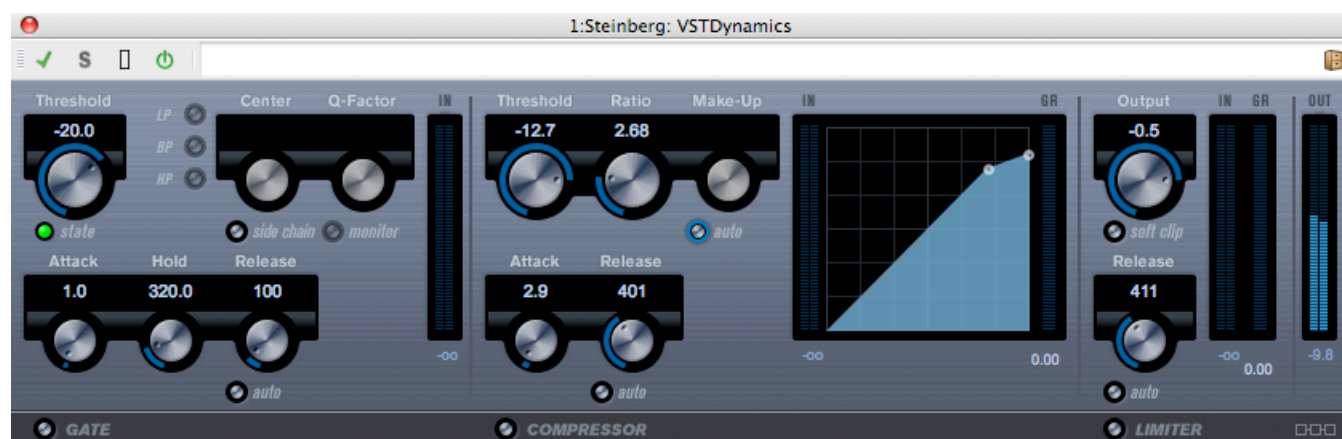 1:Steinberg: VSTDynamics
S
Threshold
-20.0
LP
BP
HP
state
Center Q-Factor
side chain monitor
Attack Hold Release
1.0 320.0 100
auto
IN
-oo
Threshold Ratio Make-Up
-12.7 2.68
auto
Attack Release
2.9 401
auto
IN GR
-oo 0.00
Output
-0.5
soft clip
Release
411
auto
IN GR
-oo 0.00
OUT
-9.8
GATE COMPRESSOR LIMITER